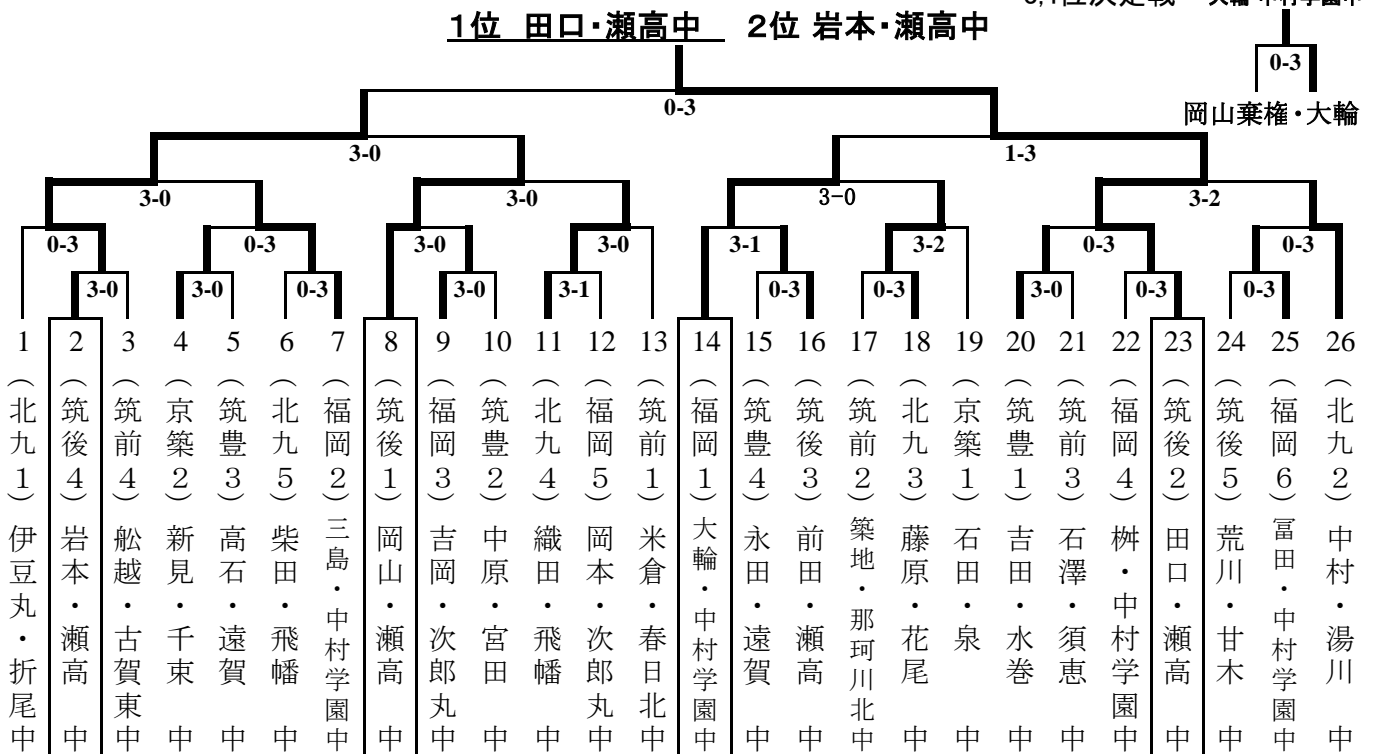 3,4位決定戦 大輪・中村学園中
1位 田口・瀬高中 2位 岩本・瀬高中
0-3
0-3
岡山棄権・大輪
3-0 1-3
3-0 3-0 3-0 3-2
0-3 0-3 3-0 3-0 3-1 3-2 0-3 0-3
3-0 3-0 0-3 3-0 3-1 0-3 0-3 3-0 0-3 0-3
1 (北九1) 伊豆丸・折尾中
2 (筑後4) 岩本・瀬高中
3 (筑前4) 舩越・古賀東中
4 (京築2) 新見・千束中
5 (筑豊3) 高石・遠賀中
6 (北九5) 柴田・飛幡中
7 (福岡2) 三島・中村学園中
8 (筑後1) 岡山・瀬高中
9 (福岡3) 吉岡・次郎丸中
10 (筑豊2) 中原・宮田中
11 (北九4) 織田・飛幡中
12 (福岡5) 岡本・次郎丸中
13 (筑前1) 米倉・春日北中
14 (福岡1) 大輪・中村学園中
15 (筑豊4) 永田・遠賀中
16 (筑後3) 前田・瀬高中
17 (筑前2) 築地・那珂川北中
18 (北九3) 藤原・花尾中
19 (京築1) 石田・泉中
20 (筑豊1) 吉田・水巻中
21 (筑前3) 石澤・須恵中
22 (福岡4) 桝・中村学園中
23 (筑後2) 田口・瀬高中
24 (筑後5) 荒川・甘木中
25 (福岡6) 冨田・中村学園中
26 (北九2) 中村・湯川中